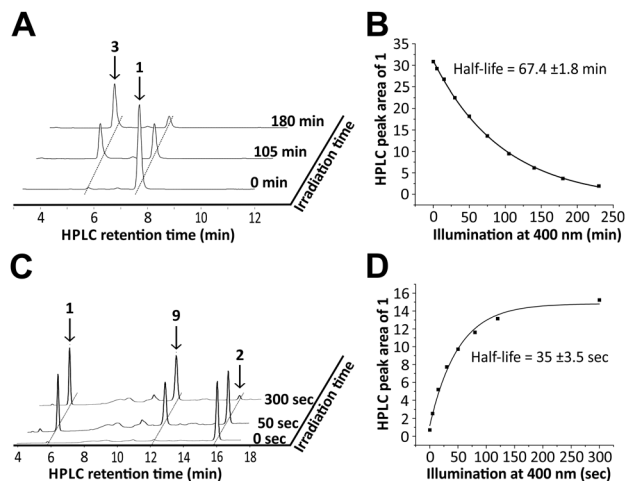 A
3
1
180 min
105 min
0 min
4 6 8 10 12
HPLC retention time (min)
Irradiation time
B
HPLC peak area of 1
35
30
25
20
15
10
5
0
Half-life = 67.4 ±1.8 min
0 50 100 150 200 250
Illumination at 400 nm (min)
C
1
9
2
300 sec
50 sec
0 sec
4 6 8 10 12 14 16 18
HPLC retention time (min)
Irradiation time
D
HPLC peak area of 1
16
14
12
10
8
6
4
2
0
Half-life = 35 ±3.5 sec
0 50 100 150 200 250 300
Illumination at 400 nm (sec)